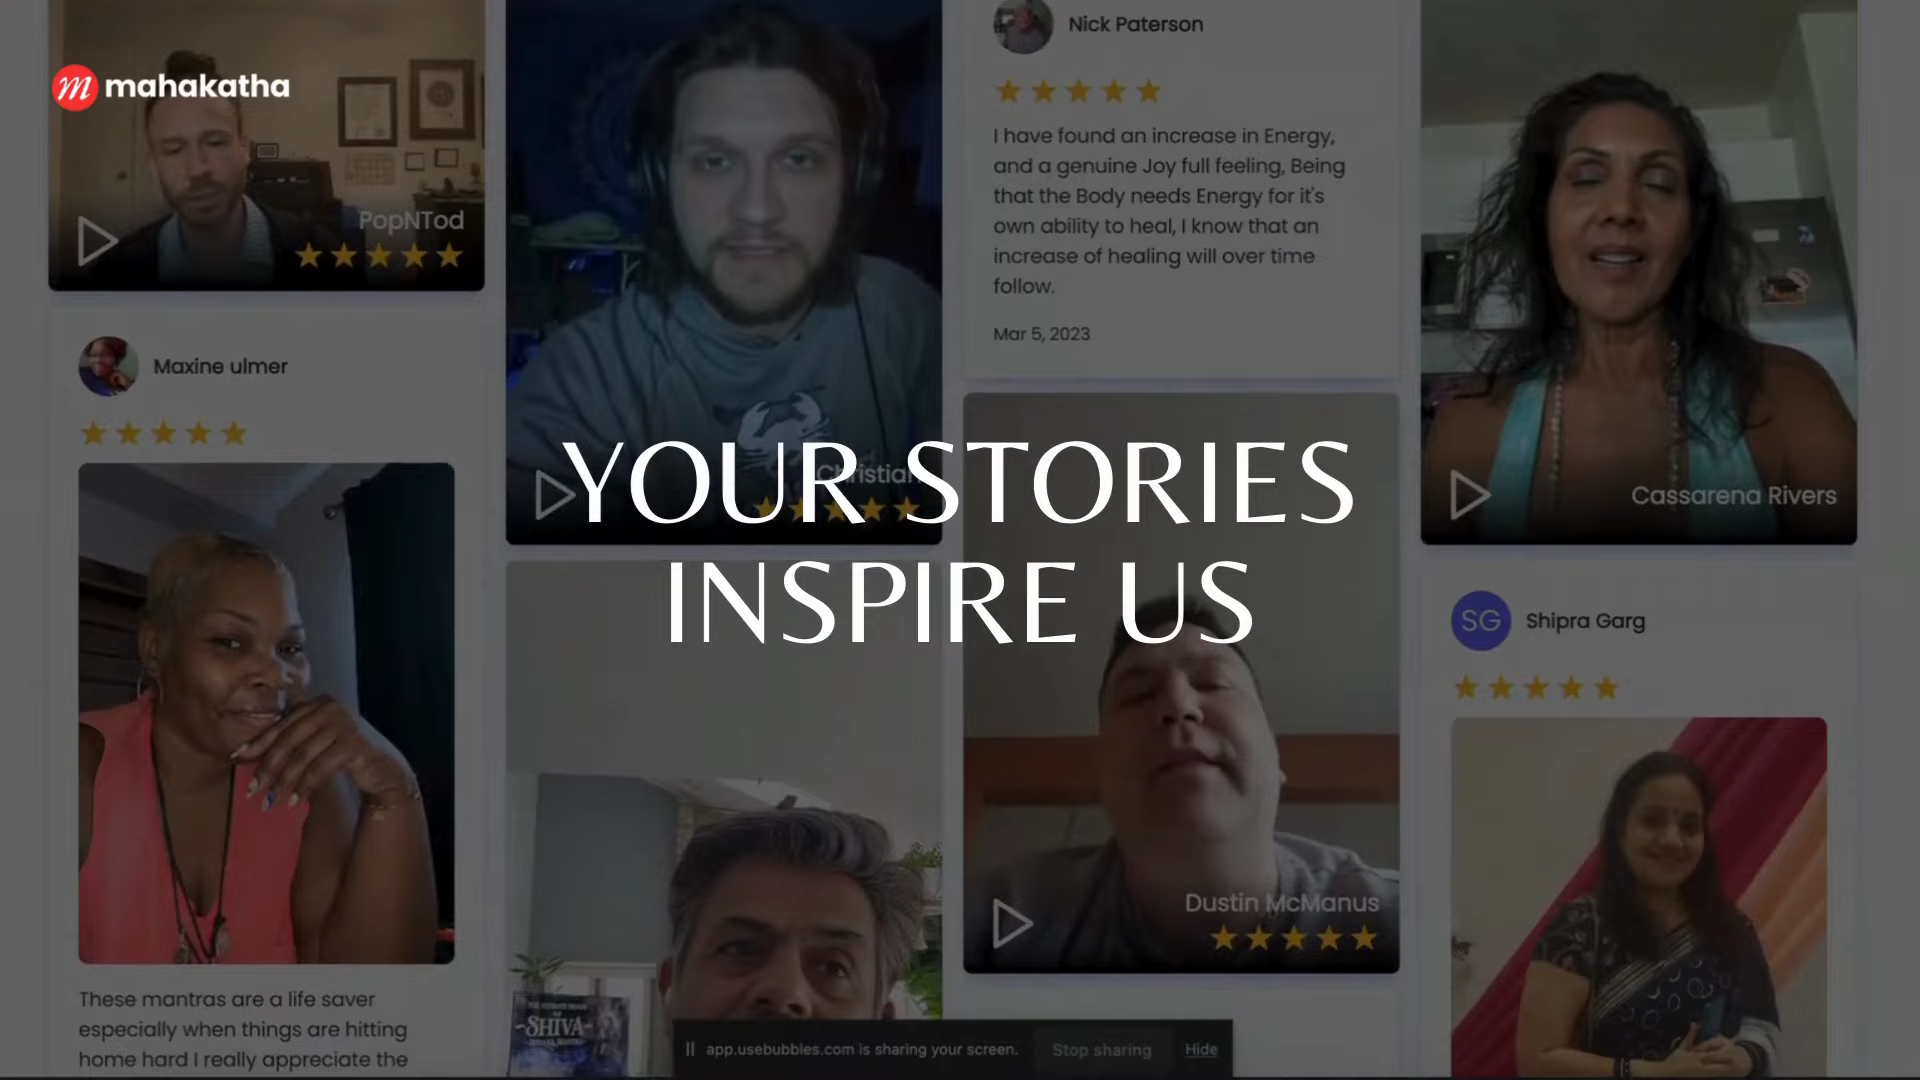 mahakatha
PopNTod
Maxine ulmer
These mantras are a life saver
especially when things are hitting
home hard I really appreciate the
Christian
YOUR STORIES
INSPIRE US
SHIVA
Nick Paterson
I have found an increase in Energy,
and a genuine Joy full feeling, Being
that the Body needs Energy for it's
own ability to heal, I know that an
increase of healing will over time
follow.
Mar 5, 2023
Dustin McManus
Cassarena Rivers
SG Shipra Garg
app.usebubbles.com is sharing your screen. Stop sharing Hide